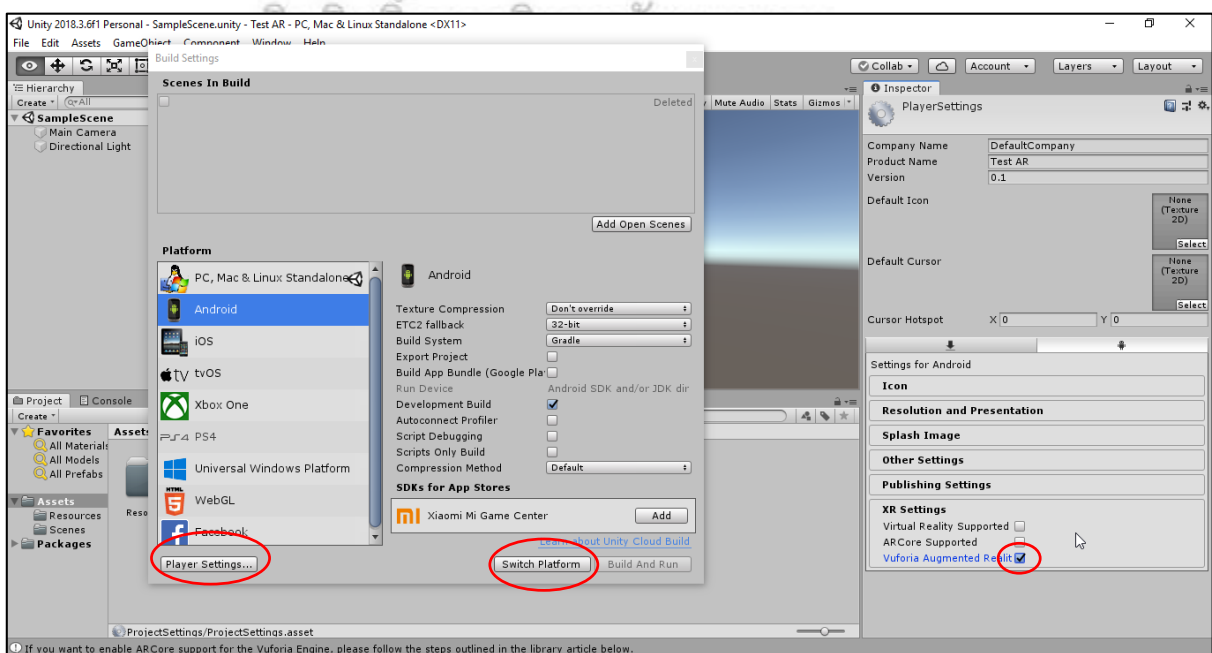 Unity 2018.3.6f1 Personal - SampleScene.unity - Test AR - PC, Mac & Linux Standalone <DX11>
File Edit Assets GameObject Component Window Help
Collab Account Layers Layout
Hierarchy
Create All
SampleScene
Main Camera
Directional Light
Mute Audio Stats Gizmos
Build Settings
Scenes In Build
Deleted
Add Open Scenes
Platform
PC, Mac & Linux Standalone
Android
iOS
tv tvOS
Xbox One
PS4 PS4
Universal Windows Platform
HTML 5 WebGL
Facebook
Player Settings...
Android
Texture Compression Don't override
ETC2 fallback 32-bit
Build System Gradle
Export Project
Build App Bundle (Google Pla
Run Device Android SDK and/or JDK dir
Development Build
Autoconnect Profiler
Script Debugging
Scripts Only Build
Compression Method Default
SDKs for App Stores
Xiaomi Mi Game Center Add
Learn about Unity Cloud Build
Switch Platform Build And Run
Inspector
PlayerSettings
Company Name DefaultCompany
Product Name Test AR
Version 0.1
Default Icon
None
(Texture
2D)
Select
Default Cursor
None
(Texture
2D)
Select
Cursor Hotspot X 0 Y 0
Settings for Android
Icon
Resolution and Presentation
Splash Image
Other Settings
Publishing Settings
XR Settings
Virtual Reality Supported
ARCore Supported
Vuforia Augmented Realit
Project Console
Create
Favorites
All Materials
All Models
All Prefabs
Assets
Resources
Scenes
Packages
Assets
Reso
ProjectSettings/ProjectSettings.asset
If you want to enable ARCore support for the Vuforia Engine, please follow the steps outlined in the library article below.